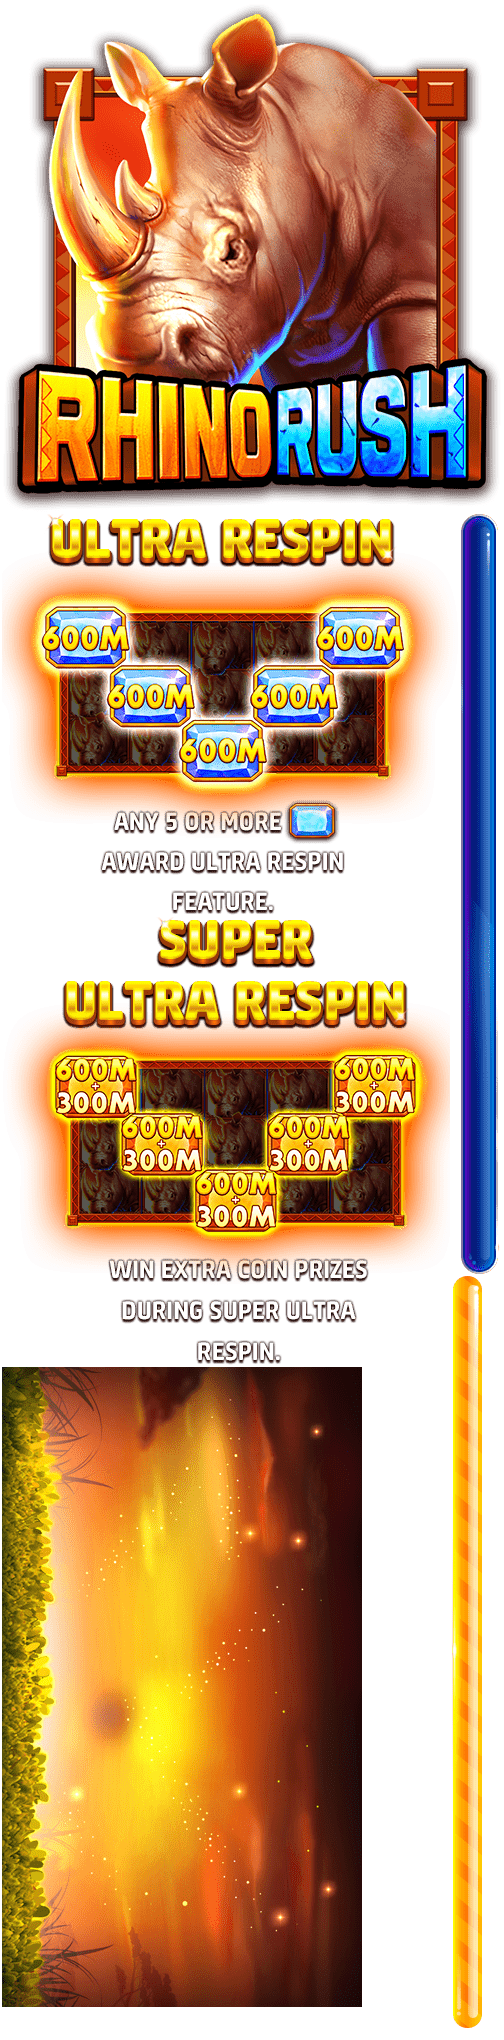 RHINO RUSH
ULTRA RESPIN
600M 600M
600M 600M
600M
ANY 5 OR MORE
AWARD ULTRA RESPIN
FEATURE.
SUPER
ULTRA RESPIN
600M + 300M 600M + 300M
600M + 300M 600M + 300M
600M + 300M
WIN EXTRA COIN PRIZES
DURING SUPER ULTRA
RESPIN.